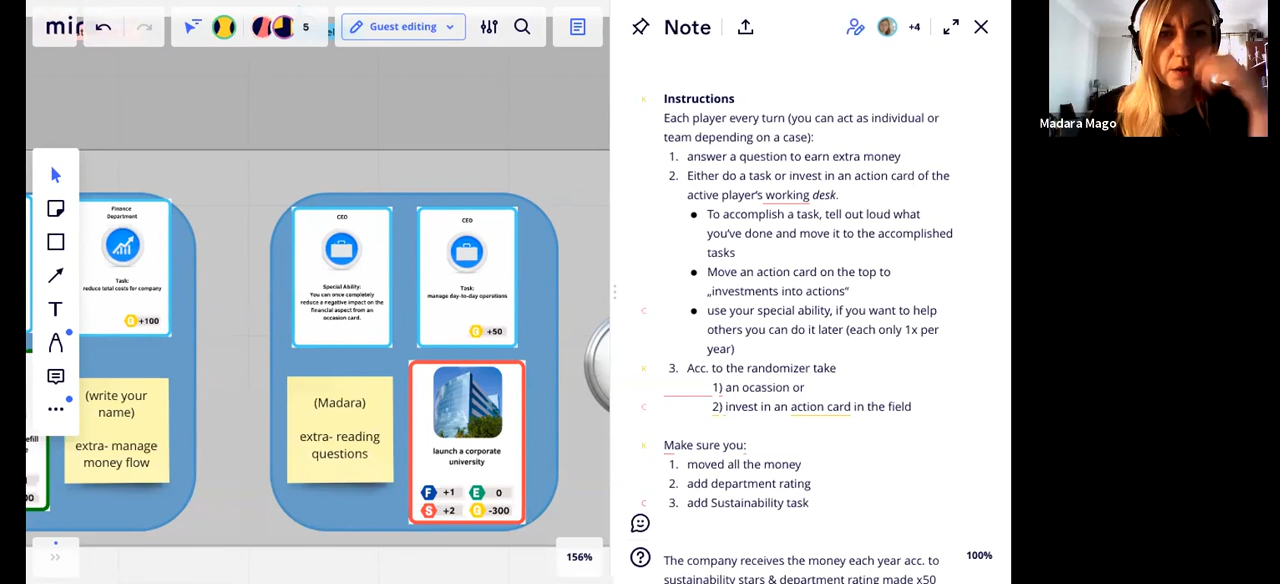 mir
5
Guest editing
Note
+4
Madara Mago
Instructions
Each player every turn (you can act as individual or
team depending on a case):
1. answer a question to earn extra money
2. Either do a task or invest in an action card of the
active player's working desk.
● To accomplish a task, tell out loud what
you've done and move it to the accomplished
tasks
● Move an action card on the top to
„investments into actions“
● use your special ability, if you want to help
others you can do it later (each only 1x per
year)
3. Acc. to the randomizer take
1) an ocassion or
2) invest in an action card in the field
Make sure you:
1. moved all the money
2. add department rating
3. add Sustainability task
The company receives the money each year acc. to
sustainability stars & department rating made x50
100%
Finance
Department
Task:
reduce total costs for company
G +100
(write your
name)
extra- manage
money flow
CEO
Special Ability:
You can once completely
reduce a negative impact on the
financial aspect from an
occasion card.
CEO
Task:
manage day-to-day operations
G +50
(Madara)
extra- reading
questions
launch a corporate
university
F +1 E 0
S +2 G -300
156%